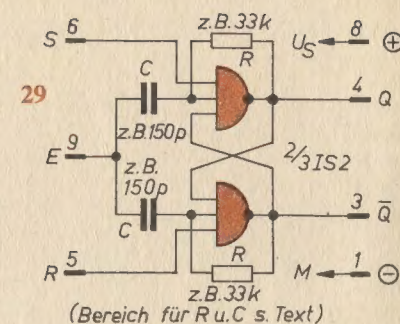 29
z.B. 33k
R
S 6
8
U_S
⊕
C
z.B. 150p
4 Q
E 9
2/3 IS2
z.B.
150p
C
3 Q̅
R 5
R
z.B. 33k
M
1
⊖
(Bereich für R u. C s. Text)